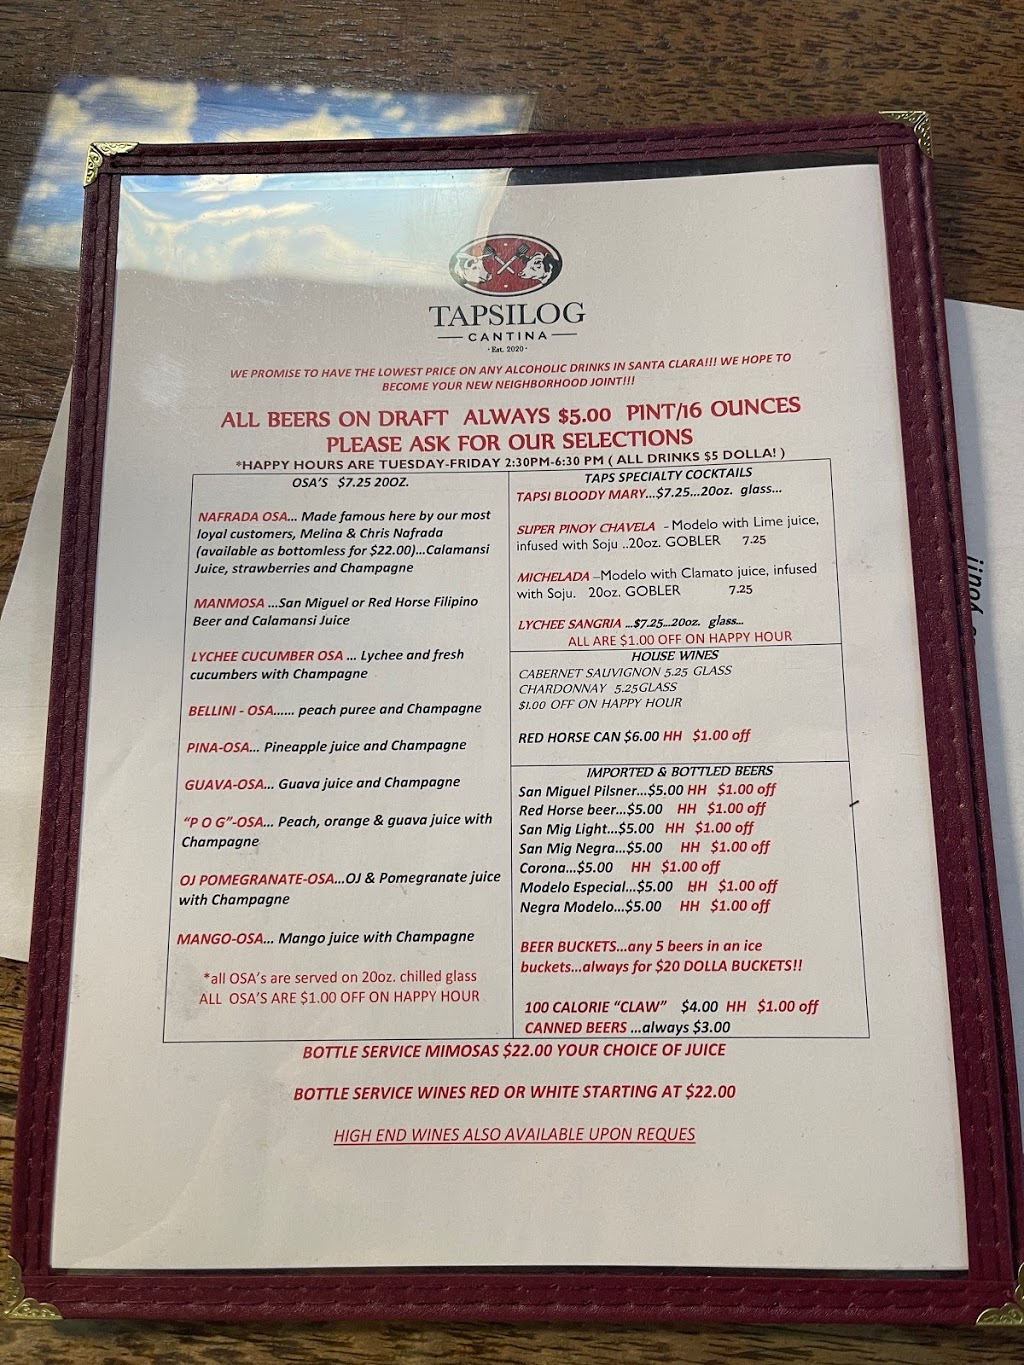 TAPSILOG
CANTINA
· Est. 2020 ·
WE PROMISE TO HAVE THE LOWEST PRICE ON ANY ALCOHOLIC DRINKS IN SANTA CLARA!!! WE HOPE TO
BECOME YOUR NEW NEIGHBORHOOD JOINT!!!
ALL BEERS ON DRAFT ALWAYS $5.00 PINT/16 OUNCES
PLEASE ASK FOR OUR SELECTIONS
*HAPPY HOURS ARE TUESDAY-FRIDAY 2:30PM-6:30 PM ( ALL DRINKS $5 DOLLA! )
OSA'S $7.25 20OZ.
NAFRADA OSA... Made famous here by our most
loyal customers, Melina & Chris Nafrada
(available as bottomless for $22.00)...Calamansi
Juice, strawberries and Champagne
MANMOSA ...San Miguel or Red Horse Filipino
Beer and Calamansi Juice
LYCHEE CUCUMBER OSA ... Lychee and fresh
cucumbers with Champagne
BELLINI - OSA...... peach puree and Champagne
PINA-OSA... Pineapple juice and Champagne
GUAVA-OSA... Guava juice and Champagne
"P O G"-OSA... Peach, orange & guava juice with
Champagne
OJ POMEGRANATE-OSA...OJ & Pomegranate juice
with Champagne
MANGO-OSA... Mango juice with Champagne
*all OSA's are served on 20oz. chilled glass
ALL OSA'S ARE $1.00 OFF ON HAPPY HOUR
TAPS SPECIALTY COCKTAILS
TAPSI BLOODY MARY...$7.25...20oz. glass...
SUPER PINOY CHAVELA - Modelo with Lime juice,
infused with Soju ..20oz. GOBLER 7.25
MICHELADA –Modelo with Clamato juice, infused
with Soju. 20oz. GOBLER 7.25
LYCHEE SANGRIA ...$7.25...20oz. glass...
ALL ARE $1.00 OFF ON HAPPY HOUR
HOUSE WINES
CABERNET SAUVIGNON 5.25 GLASS
CHARDONNAY 5.25GLASS
$1.00 OFF ON HAPPY HOUR
RED HORSE CAN $6.00 HH $1.00 off
IMPORTED & BOTTLED BEERS
San Miguel Pilsner...$5.00 HH $1.00 off
Red Horse beer...$5.00 HH $1.00 off
San Mig Light...$5.00 HH $1.00 off
San Mig Negra...$5.00 HH $1.00 off
Corona...$5.00 HH $1.00 off
Modelo Especial...$5.00 HH $1.00 off
Negra Modelo...$5.00 HH $1.00 off
BEER BUCKETS...any 5 beers in an ice
buckets...always for $20 DOLLA BUCKETS!!
100 CALORIE "CLAW" $4.00 HH $1.00 off
CANNED BEERS ...always $3.00
BOTTLE SERVICE MIMOSAS $22.00 YOUR CHOICE OF JUICE
BOTTLE SERVICE WINES RED OR WHITE STARTING AT $22.00
HIGH END WINES ALSO AVAILABLE UPON REQUES